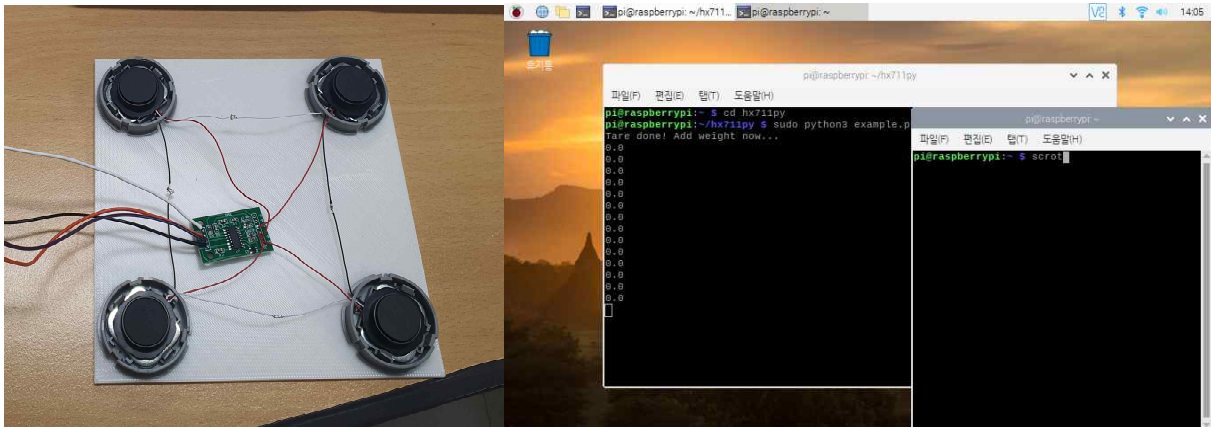 pi@raspberrypi: ~/hx711...
pi@raspberrypi: ~
V2
14:05
휴지통
pi@raspberrypi: ~/hx711py
파일(F) 편집(E) 탭(T) 도움말(H)
pi@raspberrypi:~ $ cd hx711py
pi@raspberrypi:~/hx711py $ sudo python3 example.p
Tare done! Add weight now...
0.0
0.0
0.0
0.0
0.0
0.0
0.0
0.0
0.0
0.0
0.0
0.0
0.0
0.0
pi@raspberrypi: ~
파일(F) 편집(E) 탭(T) 도움말(H)
pi@raspberrypi:~ $ scrot